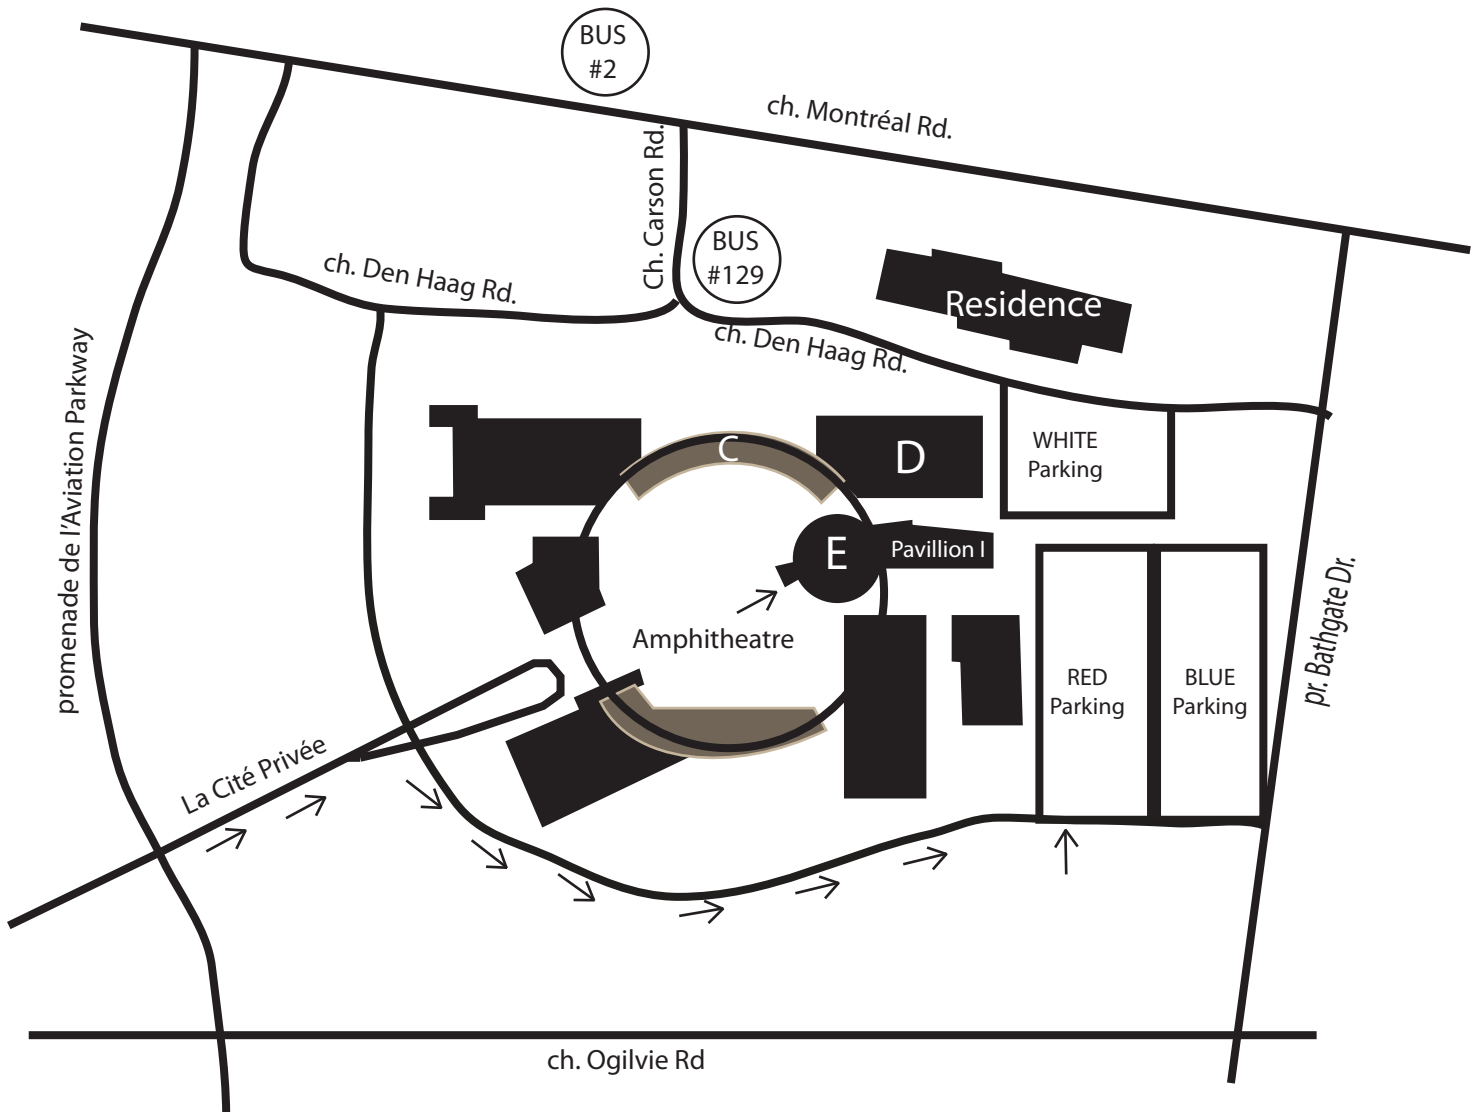 BUS
#2
ch. Montréal Rd.
Ch. Carson Rd.
BUS
#129
ch. Den Haag Rd.
Residence
ch. Den Haag Rd.
promenade de l'Aviation Parkway
C
D
WHITE
Parking
E
Pavillion I
pr. Bathgate Dr.
Amphitheatre
RED
Parking
BLUE
Parking
La Cité Privée
ch. Ogilvie Rd